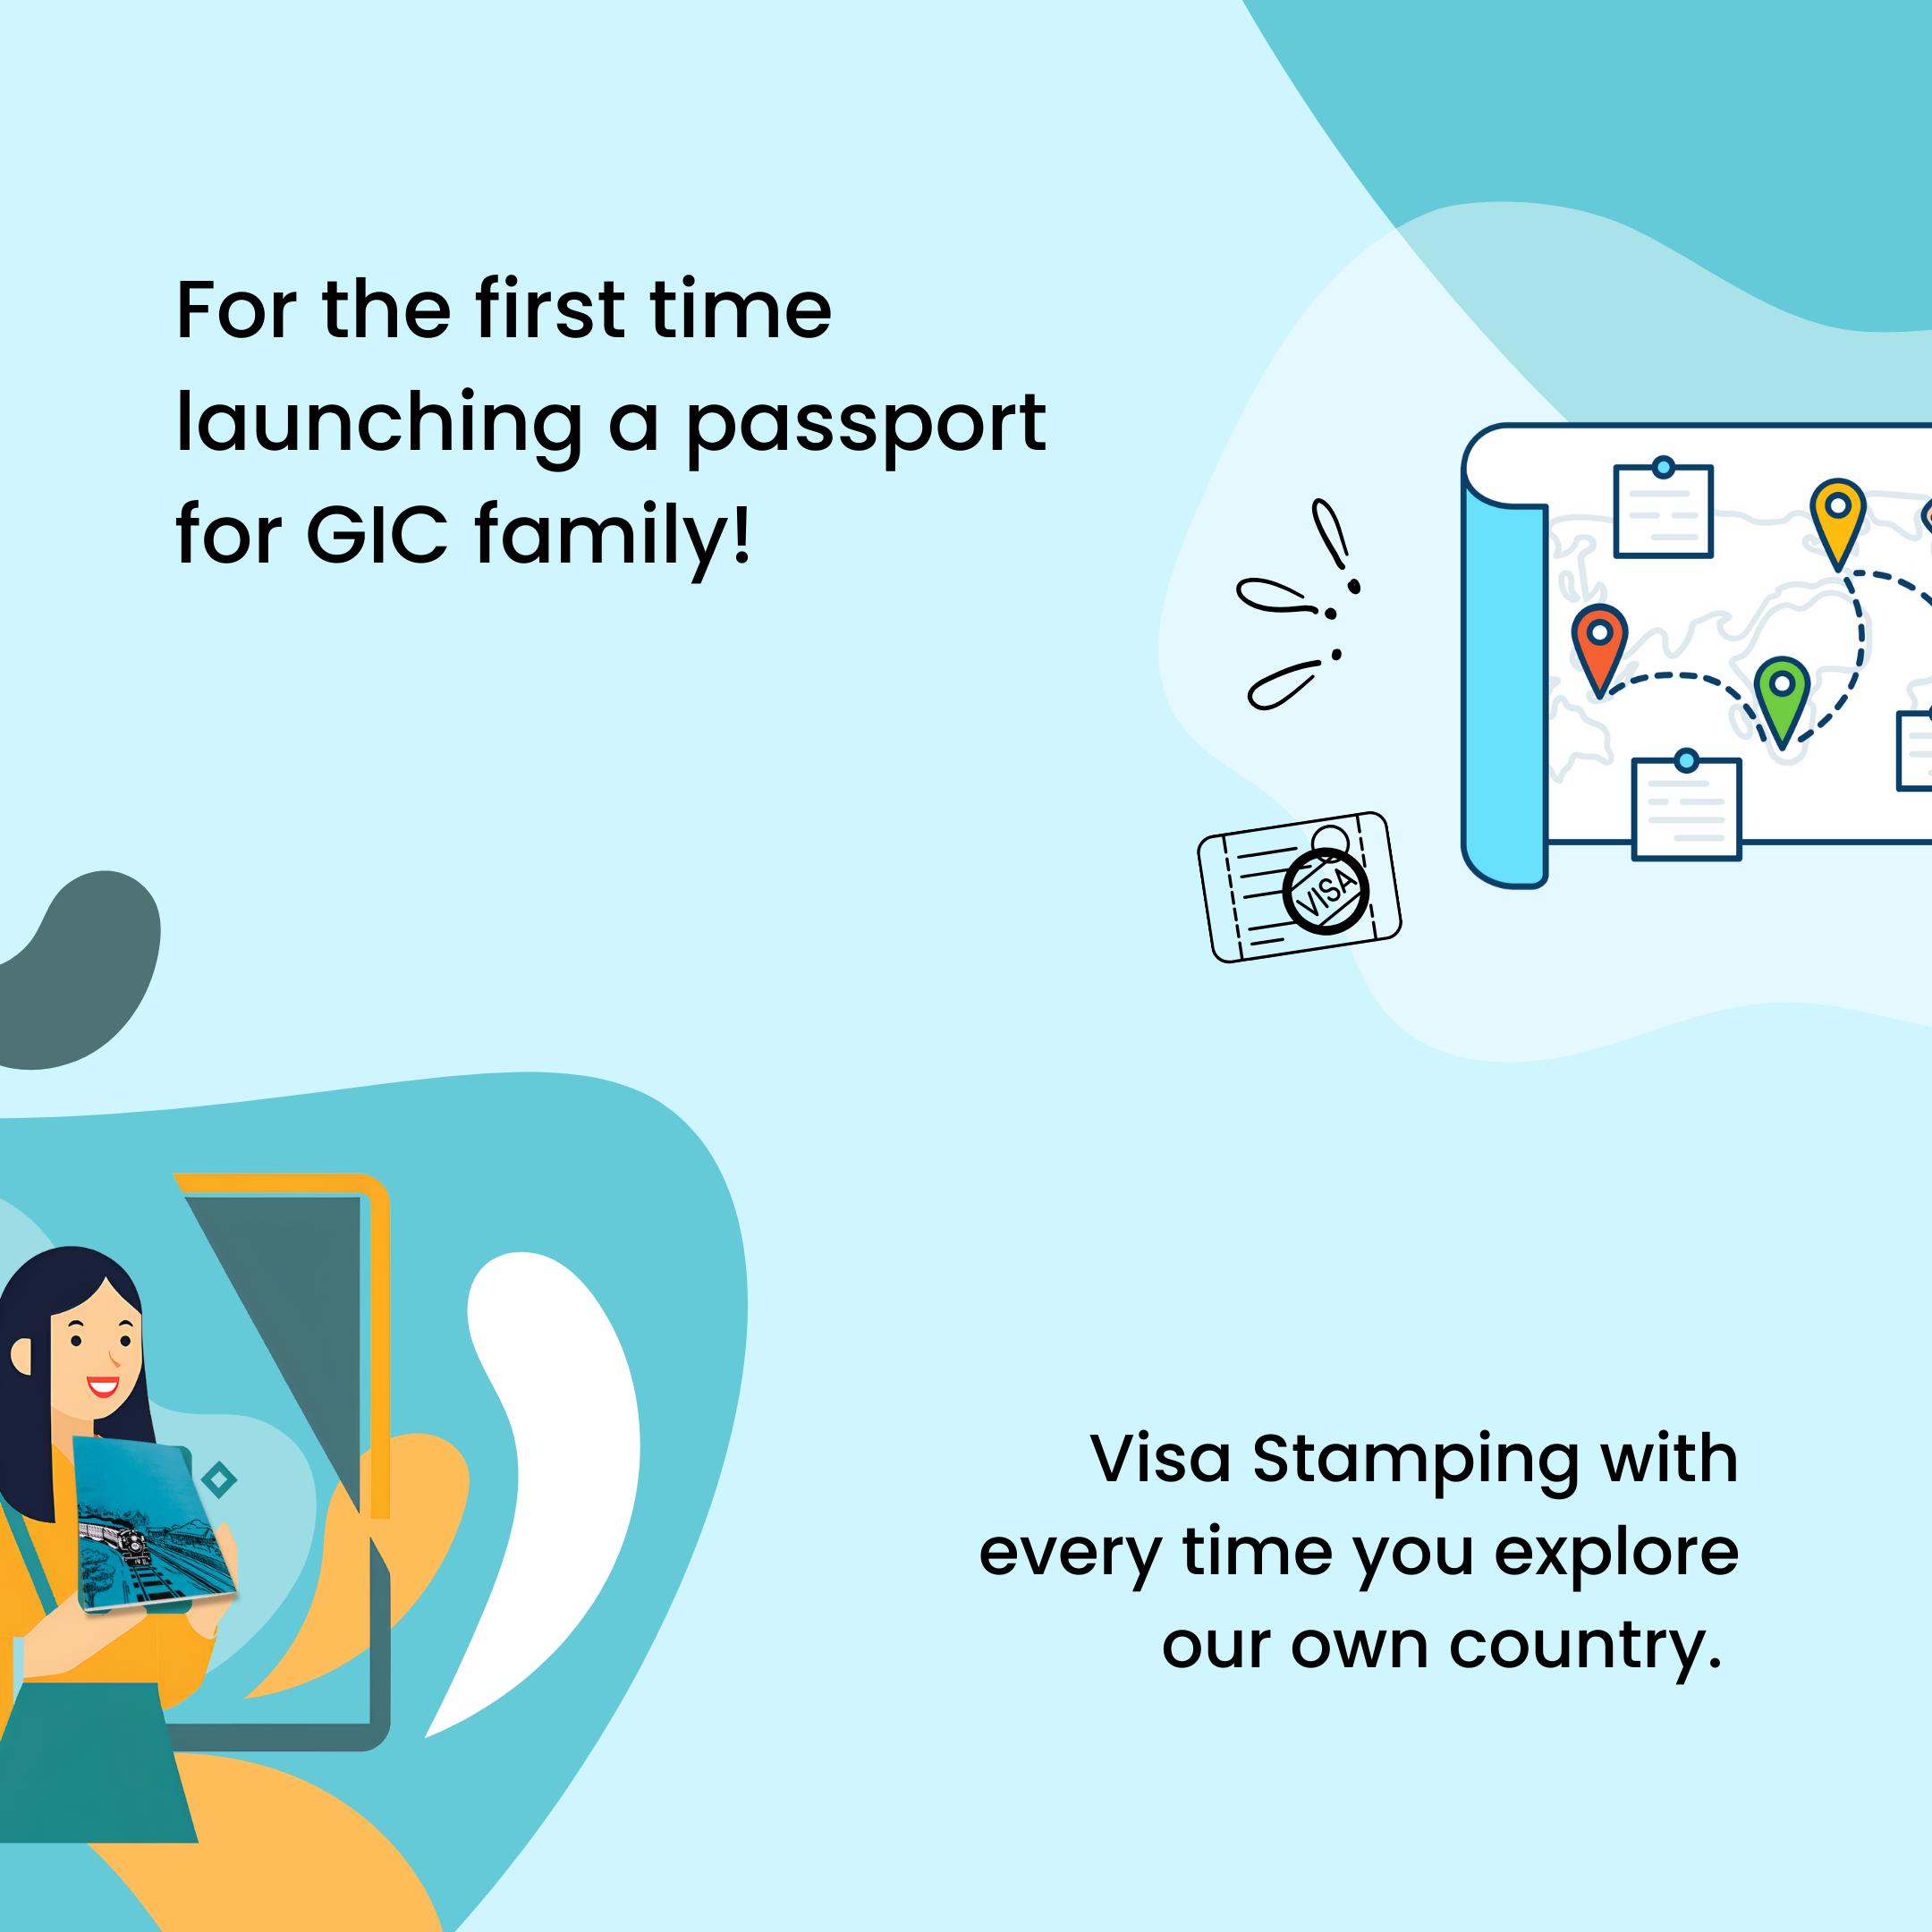 For the first time
launching a passport
for GIC family!
VISA
Visa Stamping with
every time you explore
our own country.